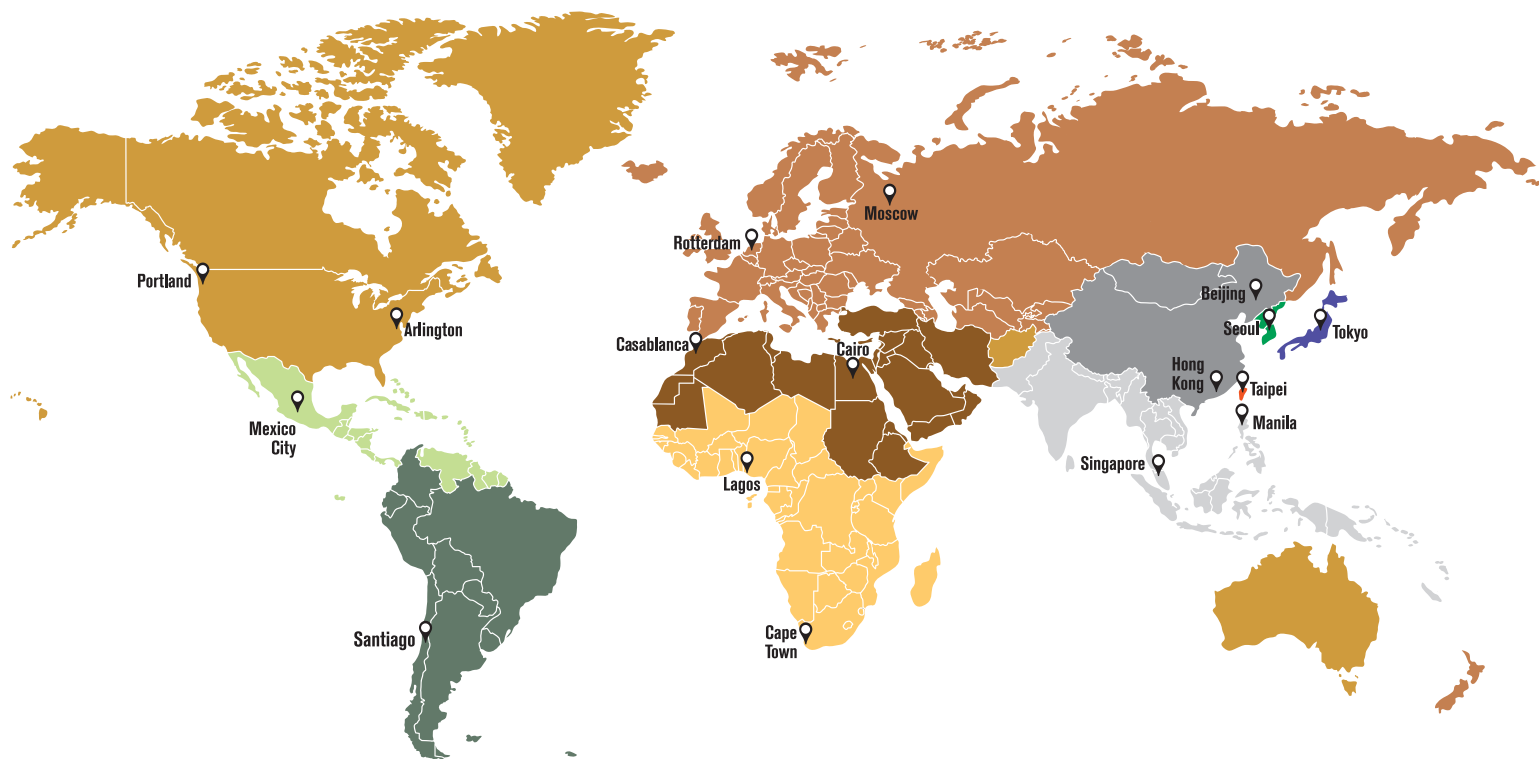 Moscow
Rotterdam
Portland
Beijing
Arlington
Seoul
Tokyo
Casablanca
Cairo
Hong
Kong
Taipei
Mexico
City
Manila
Singapore
Lagos
Santiago
Cape
Town